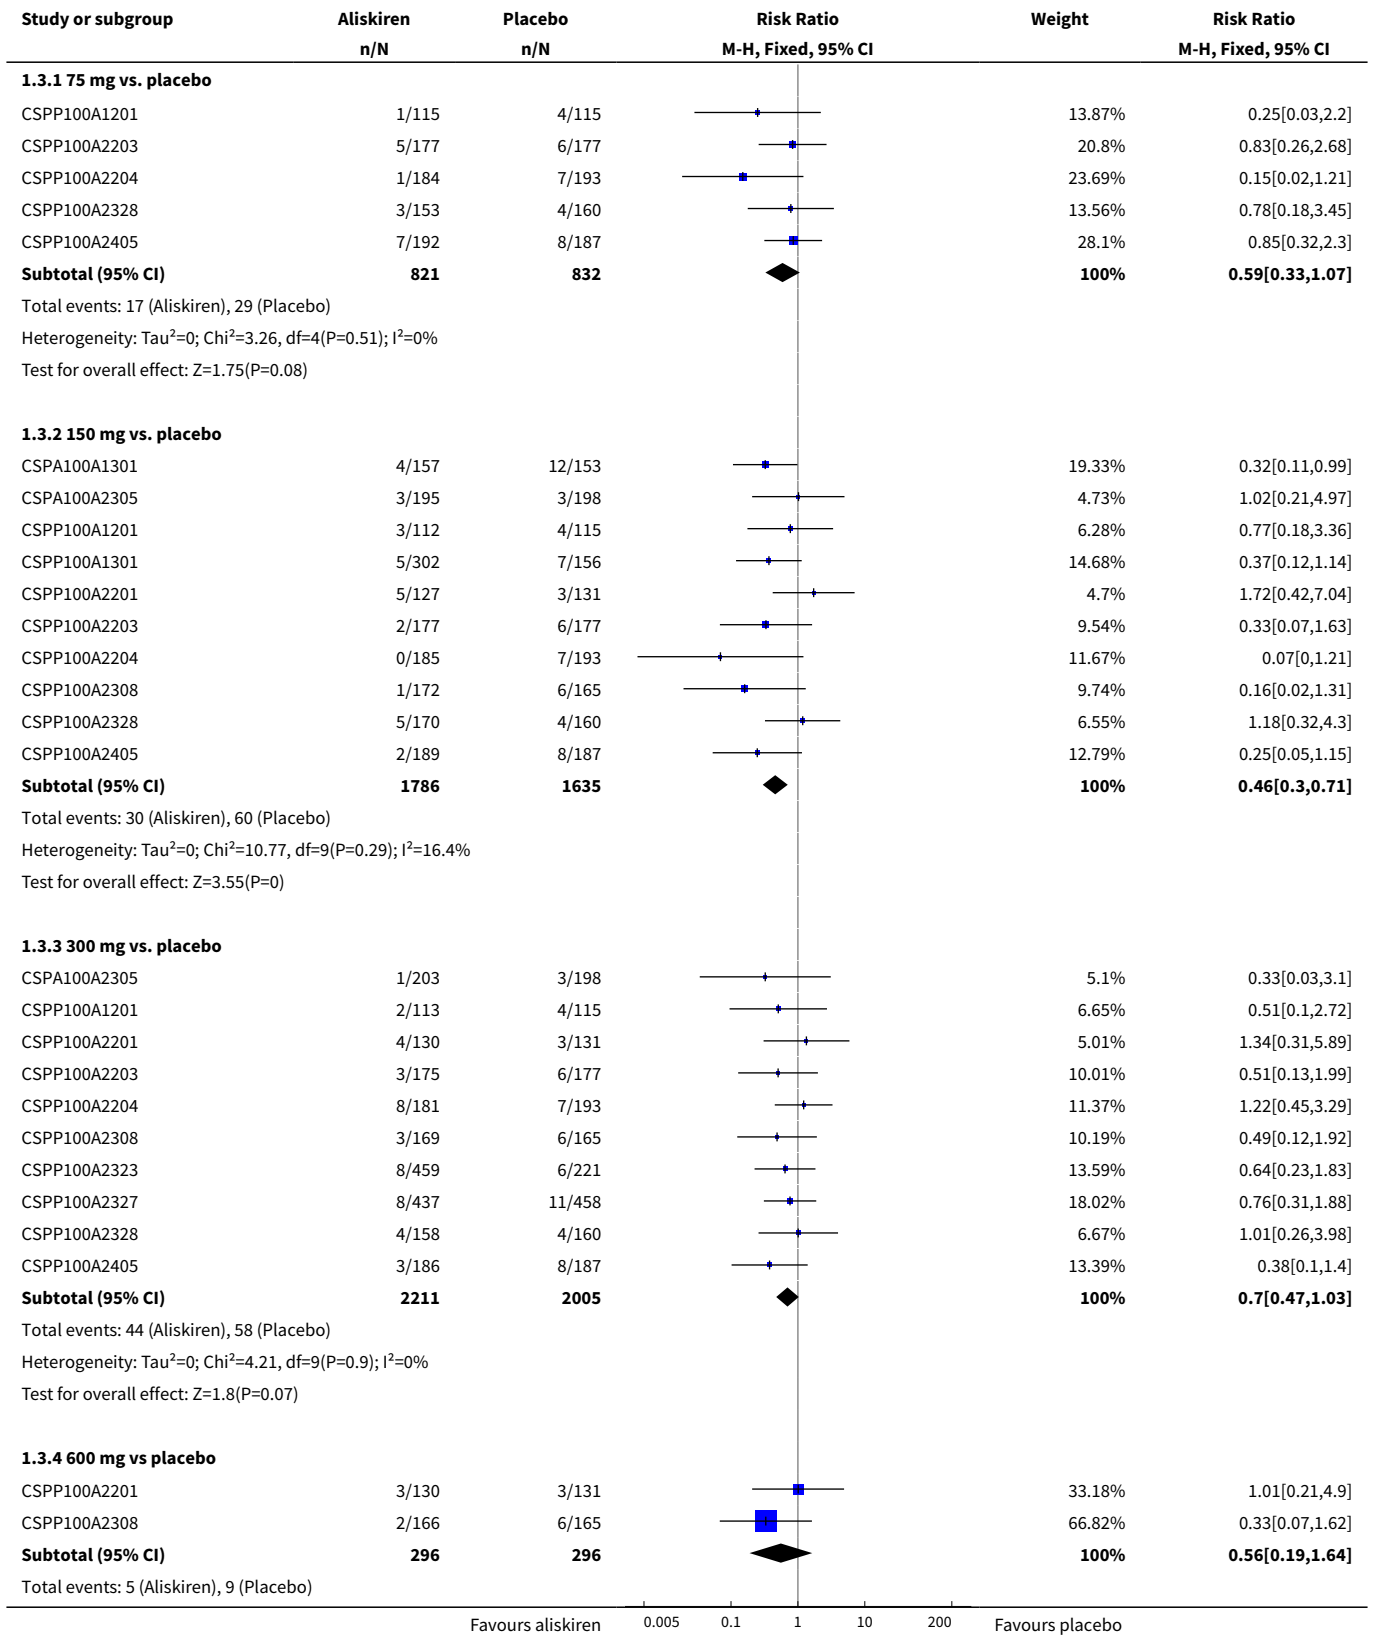 Study or subgroup Aliskiren Placebo Risk Ratio Weight Risk Ratio
n/N n/N M-H, Fixed, 95% CI M-H, Fixed, 95% CI
1.3.1 75 mg vs. placebo
CSPP100A1201 1/115 4/115 13.87% 0.25[0.03,2.2]
CSPP100A2203 5/177 6/177 20.8% 0.83[0.26,2.68]
CSPP100A2204 1/184 7/193 23.69% 0.15[0.02,1.21]
CSPP100A2328 3/153 4/160 13.56% 0.78[0.18,3.45]
CSPP100A2405 7/192 8/187 28.1% 0.85[0.32,2.3]
Subtotal (95% CI) 821 832 100% 0.59[0.33,1.07]
Total events: 17 (Aliskiren), 29 (Placebo)
Heterogeneity: Tau²=0; Chi²=3.26, df=4(P=0.51); I²=0%
Test for overall effect: Z=1.75(P=0.08)
1.3.2 150 mg vs. placebo
CSPA100A1301 4/157 12/153 19.33% 0.32[0.11,0.99]
CSPA100A2305 3/195 3/198 4.73% 1.02[0.21,4.97]
CSPP100A1201 3/112 4/115 6.28% 0.77[0.18,3.36]
CSPP100A1301 5/302 7/156 14.68% 0.37[0.12,1.14]
CSPP100A2201 5/127 3/131 4.7% 1.72[0.42,7.04]
CSPP100A2203 2/177 6/177 9.54% 0.33[0.07,1.63]
CSPP100A2204 0/185 7/193 11.67% 0.07[0,1.21]
CSPP100A2308 1/172 6/165 9.74% 0.16[0.02,1.31]
CSPP100A2328 5/170 4/160 6.55% 1.18[0.32,4.3]
CSPP100A2405 2/189 8/187 12.79% 0.25[0.05,1.15]
Subtotal (95% CI) 1786 1635 100% 0.46[0.3,0.71]
Total events: 30 (Aliskiren), 60 (Placebo)
Heterogeneity: Tau²=0; Chi²=10.77, df=9(P=0.29); I²=16.4%
Test for overall effect: Z=3.55(P=0)
1.3.3 300 mg vs. placebo
CSPA100A2305 1/203 3/198 5.1% 0.33[0.03,3.1]
CSPP100A1201 2/113 4/115 6.65% 0.51[0.1,2.72]
CSPP100A2201 4/130 3/131 5.01% 1.34[0.31,5.89]
CSPP100A2203 3/175 6/177 10.01% 0.51[0.13,1.99]
CSPP100A2204 8/181 7/193 11.37% 1.22[0.45,3.29]
CSPP100A2308 3/169 6/165 10.19% 0.49[0.12,1.92]
CSPP100A2323 8/459 6/221 13.59% 0.64[0.23,1.83]
CSPP100A2327 8/437 11/458 18.02% 0.76[0.31,1.88]
CSPP100A2328 4/158 4/160 6.67% 1.01[0.26,3.98]
CSPP100A2405 3/186 8/187 13.39% 0.38[0.1,1.4]
Subtotal (95% CI) 2211 2005 100% 0.7[0.47,1.03]
Total events: 44 (Aliskiren), 58 (Placebo)
Heterogeneity: Tau²=0; Chi²=4.21, df=9(P=0.9); I²=0%
Test for overall effect: Z=1.8(P=0.07)
1.3.4 600 mg vs placebo
CSPP100A2201 3/130 3/131 33.18% 1.01[0.21,4.9]
CSPP100A2308 2/166 6/165 66.82% 0.33[0.07,1.62]
Subtotal (95% CI) 296 296 100% 0.56[0.19,1.64]
Total events: 5 (Aliskiren), 9 (Placebo)
Favours aliskiren 0.005 0.1 1 10 200 Favours placebo